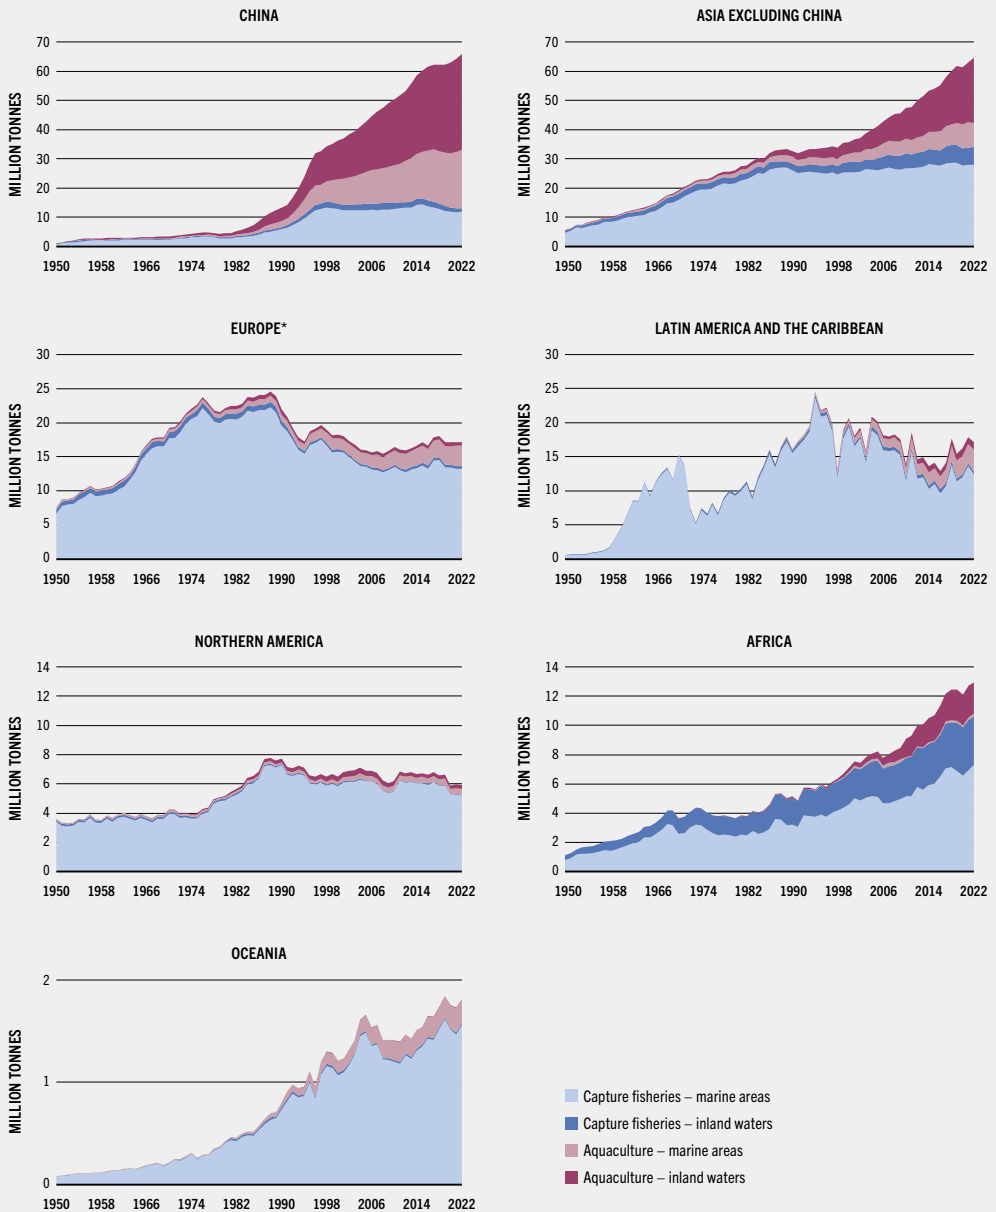 CHINA
MILLION TONNES
70
60
50
40
30
20
10
0
1950 1958 1966 1974 1982 1990 1998 2006 2014 2022
ASIA EXCLUDING CHINA
MILLION TONNES
70
60
50
40
30
20
10
0
1950 1958 1966 1974 1982 1990 1998 2006 2014 2022
EUROPE*
MILLION TONNES
30
25
20
15
10
5
0
1950 1958 1966 1974 1982 1990 1998 2006 2014 2022
LATIN AMERICA AND THE CARIBBEAN
MILLION TONNES
30
25
20
15
10
5
0
1950 1958 1966 1974 1982 1990 1998 2006 2014 2022
NORTHERN AMERICA
MILLION TONNES
14
12
10
8
6
4
2
0
1950 1958 1966 1974 1982 1990 1998 2006 2014 2022
AFRICA
MILLION TONNES
14
12
10
8
6
4
2
0
1950 1958 1966 1974 1982 1990 1998 2006 2014 2022
OCEANIA
MILLION TONNES
2
1
0
1950 1958 1966 1974 1982 1990 1998 2006 2014 2022
Capture fisheries – marine areas
Capture fisheries – inland waters
Aquaculture – marine areas
Aquaculture – inland waters